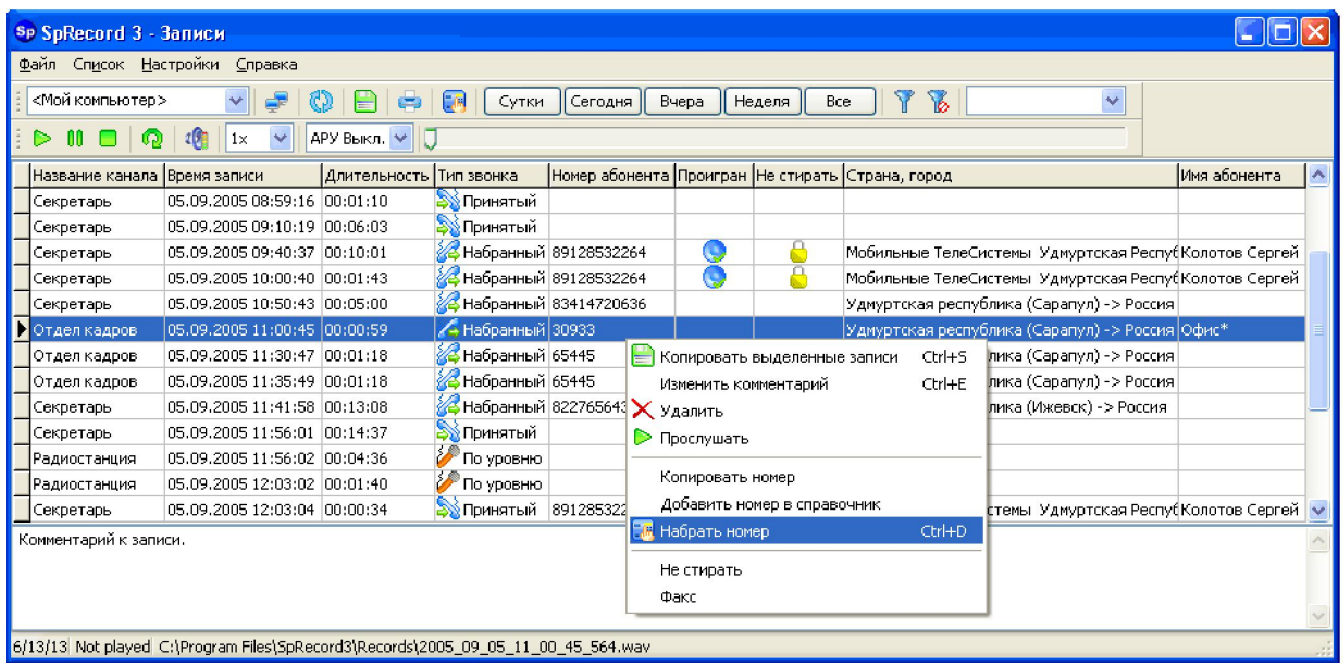 Sp SpRecord 3 - Записи
Файл Список Настройки Справка
<Мой компьютер> Сутки Сегодня Вчера Неделя Все
1x АРУ Выкл.
Название канала Время записи Длительность Тип звонка Номер абонента Проигран Не стирать Страна, город Имя абонента
Секретарь 05.09.2005 08:59:16 00:01:10 Принятый
Секретарь 05.09.2005 09:10:19 00:06:03 Принятый
Секретарь 05.09.2005 09:40:37 00:10:01 Набранный 89128532264 Мобильные ТелеСистемы Удмуртская Респуб Колотов Сергей
Секретарь 05.09.2005 10:00:40 00:01:43 Набранный 89128532264 Мобильные ТелеСистемы Удмуртская Респуб Колотов Сергей
Секретарь 05.09.2005 10:50:43 00:05:00 Набранный 83414720636 Удмуртская республика (Сарапул) -> Россия
Отдел кадров 05.09.2005 11:00:45 00:00:59 Набранный 30933 Удмуртская республика (Сарапул) -> Россия Офис*
Отдел кадров 05.09.2005 11:30:47 00:01:18 Набранный 65445 лика (Сарапул) -> Россия
Отдел кадров 05.09.2005 11:35:49 00:01:18 Набранный 65445 лика (Сарапул) -> Россия
Секретарь 05.09.2005 11:41:58 00:13:08 Набранный 82276564 лика (Ижевск) -> Россия
Секретарь 05.09.2005 11:56:01 00:14:37 Принятый
Радиостанция 05.09.2005 11:56:02 00:04:36 По уровню
Радиостанция 05.09.2005 12:03:02 00:01:40 По уровню
Секретарь 05.09.2005 12:03:04 00:00:34 Принятый 891285322 стемы Удмуртская Респуб Колотов Сергей
Копировать выделенные записи Ctrl+S
Изменить комментарий Ctrl+E
Удалить
Прослушать
Копировать номер
Добавить номер в справочник
Набрать номер Ctrl+D
Не стирать
Факс
Комментарий к записи.
6/13/13 Not played C:\Program Files\SpRecord3\Records\2005_09_05_11_00_45_564.wav